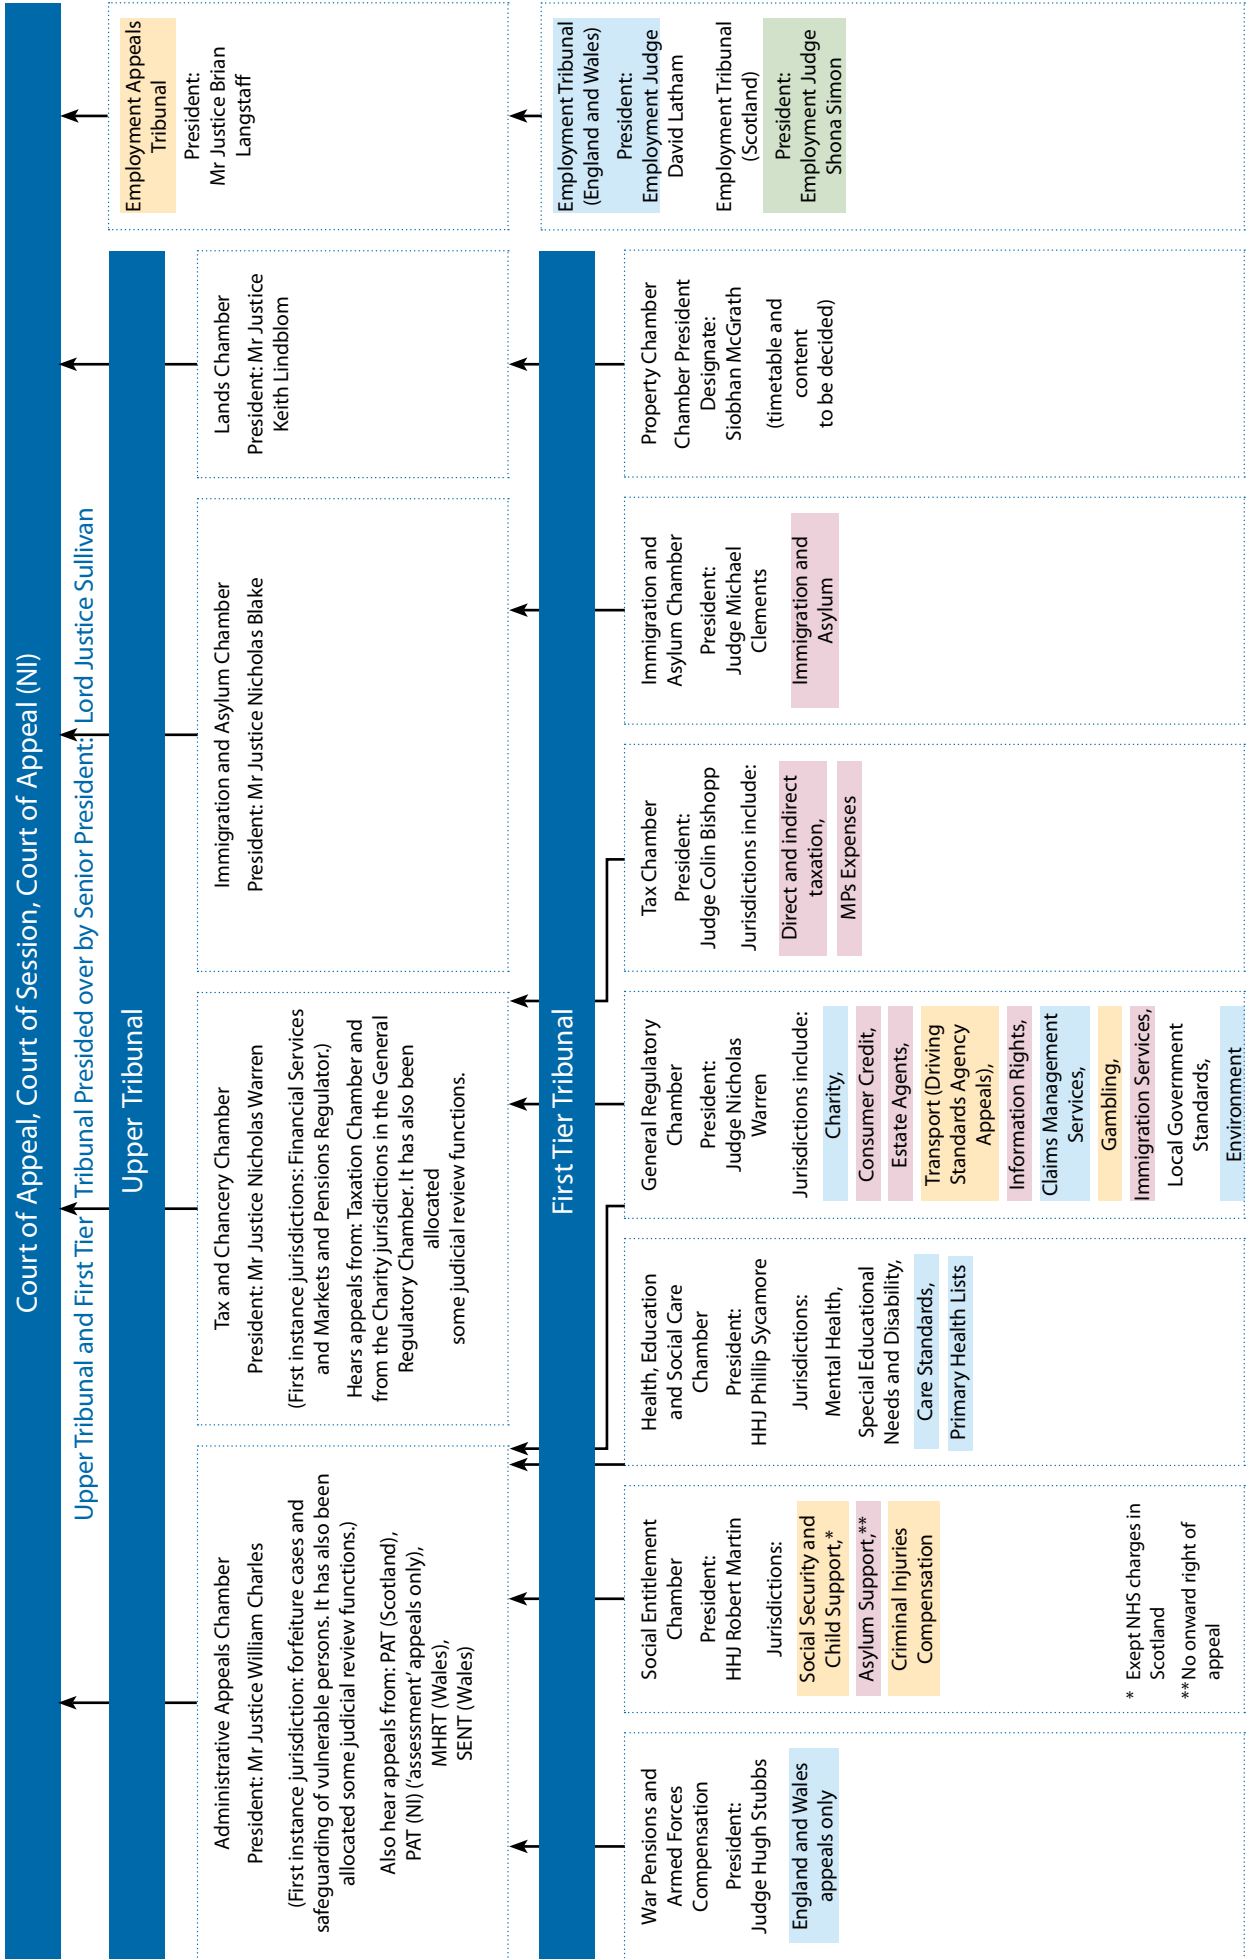 Court of Appeal, Court of Session, Court of Appeal (NI)
Upper Tribunal and First Tier Tribunal Presided over by Senior President: Lord Justice Sullivan
Upper Tribunal
Administrative Appeals Chamber
President: Mr Justice William Charles
(First instance jurisdiction: forfeiture cases and
safeguarding of vulnerable persons. It has also been
allocated some judicial review functions.)
Also hear appeals from: PAT (Scotland),
PAT (NI) (‘assessment’ appeals only),
MHRT (Wales),
SENT (Wales)
Tax and Chancery Chamber
President: Mr Justice Nicholas Warren
(First instance jurisdictions: Financial Services
and Markets and Pensions Regulator.)
Hears appeals from: Taxation Chamber and
from the Charity jurisdictions in the General
Regulatory Chamber. It has also been
allocated
some judicial review functions.
Immigration and Asylum Chamber
President: Mr Justice Nicholas Blake
Lands Chamber
President: Mr Justice
Keith Lindblom
Employment Appeals
Tribunal
President:
Mr Justice Brian
Langstaff
First Tier Tribunal
War Pensions and
Armed Forces
Compensation
President:
Judge Hugh Stubbs
England and Wales
appeals only
Social Entitlement
Chamber
President:
HHJ Robert Martin
Jurisdictions:
Social Security and
Child Support,*
Asylum Support,**
Criminal Injuries
Compensation
* Exept NHS charges in
Scotland
**No onward right of
appeal
Health, Education
and Social Care
Chamber
President:
HHJ Phillip Sycamore
Jurisdictions:
Mental Health,
Special Educational
Needs and Disability,
Care Standards,
Primary Health Lists
General Regulatory
Chamber
President:
Judge Nicholas
Warren
Jurisdictions include:
Charity,
Consumer Credit,
Estate Agents,
Transport (Driving
Standards Agency
Appeals),
Information Rights,
Claims Management
Services,
Gambling,
Immigration Services,
Local Government
Standards,
Environment
Tax Chamber
President:
Judge Colin Bishopp
Jurisdictions include:
Direct and indirect
taxation,
MPs Expenses
Immigration and
Asylum Chamber
President:
Judge Michael
Clements
Immigration and
Asylum
Property Chamber
Chamber President
Designate:
Siobhan McGrath
(timetable and
content
to be decided)
Employment Tribunal
(England and Wales)
President:
Employment Judge
David Latham
Employment Tribunal
(Scotland)
President:
Employment Judge
Shona Simon